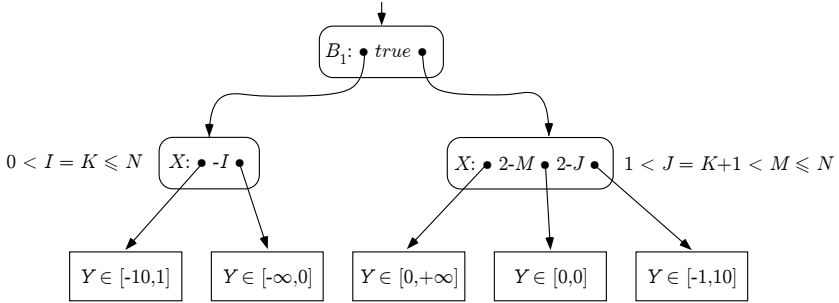 B₁: • true •
0 < I = K ⩽ N X: • -I • X: • 2-M • 2-J • 1 < J = K+1 < M ⩽ N
Y ∈ [-10,1] Y ∈ [-∞,0] Y ∈ [0,+∞] Y ∈ [0,0] Y ∈ [-1,10]